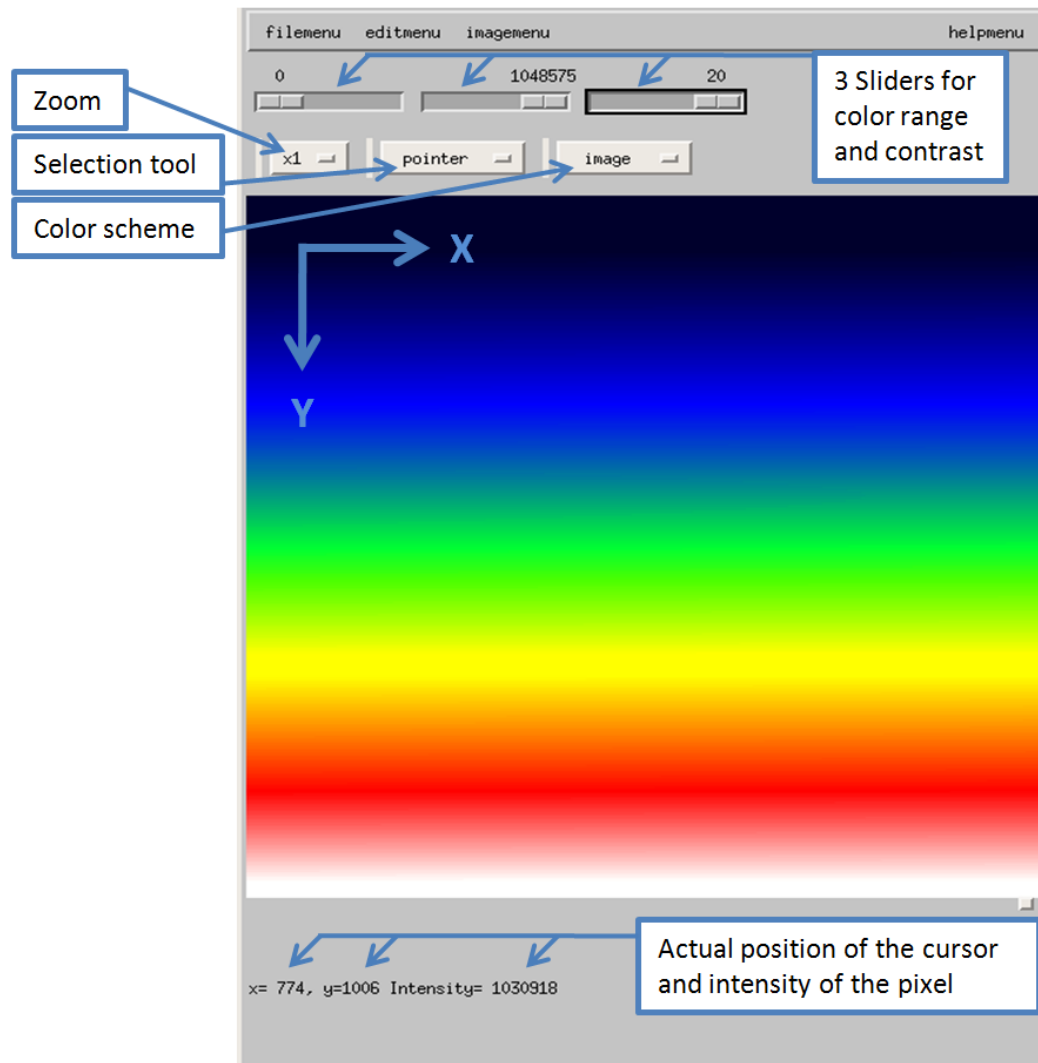 filemenu editmenu imagemenu helpmenu
0 1048575 20
3 Sliders for
color range
and contrast
Zoom
x1 pointer image
Selection tool
Color scheme
X
Y
Actual position of the cursor
and intensity of the pixel
x= 774, y=1006 Intensity= 1030918